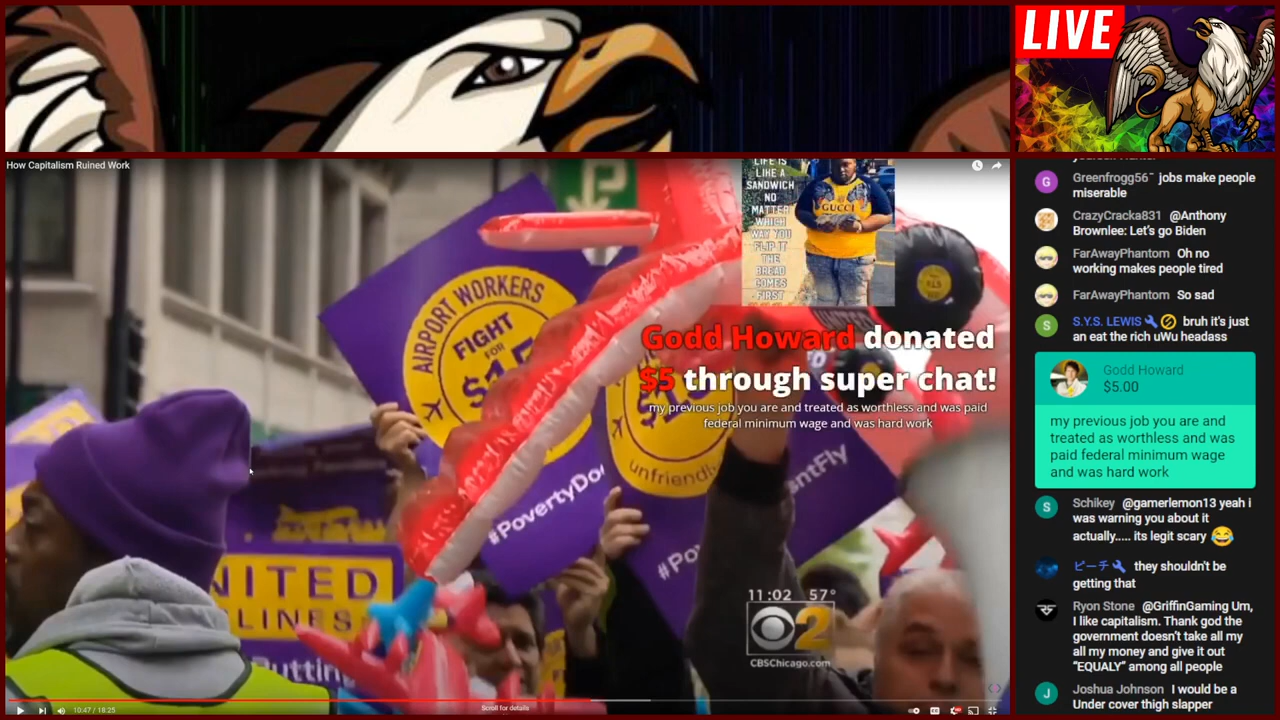 LIVE
How Capitalism Ruined Work
LIFE IS
LIKE A
SANDWICH
NO
MATTER
WHICH
WAY YOU
FLIP IT
THE
BREAD
COMES
FIRST
GUCCI
AIRPORT WORKERS
FIGHT
FOR
$15
#PovertyDo
unfriendly
#Po
antFly
NITED
LINES
utting
Godd Howard donated
$5 through super chat!
my previous job you are and treated as worthless and was paid
federal minimum wage and was hard work
11:02 57°
2
CBSChicago.com
10:47 / 18:25
Scroll for details
Greenfrogg56~ jobs make people
miserable
CrazyCracka831 @Anthony
Brownlee: Let's go Biden
FarAwayPhantom Oh no
working makes people tired
FarAwayPhantom So sad
S.Y.S. LEWIS bruh it's just
an eat the rich uWu headass
Godd Howard
$5.00
my previous job you are and
treated as worthless and was
paid federal minimum wage
and was hard work
Schikey @gamerlemon13 yeah i
was warning you about it
actually..... its legit scary 😂
ピーチ they shouldn't be
getting that
Ryon Stone @GriffinGaming Um,
I like capitalism. Thank god the
government doesn't take all my
all my money and give it out
“EQUALY” among all people
Joshua Johnson I would be a
Under cover thigh slapper